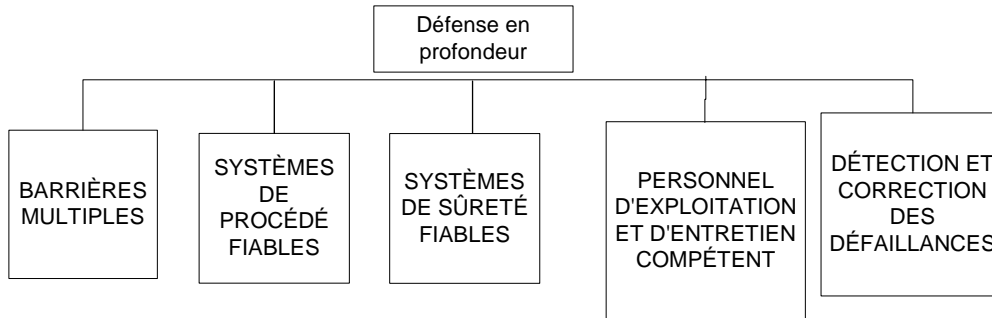 Défense en
profondeur
BARRIÈRES
MULTIPLES
SYSTÈMES
DE
PROCÉDÉ
FIABLES
SYSTÈMES
DE SÛRETÉ
FIABLES
PERSONNEL
D'EXPLOITATION
ET D'ENTRETIEN
COMPÉTENT
DÉTECTION ET
CORRECTION
DES
DÉFAILLANCES